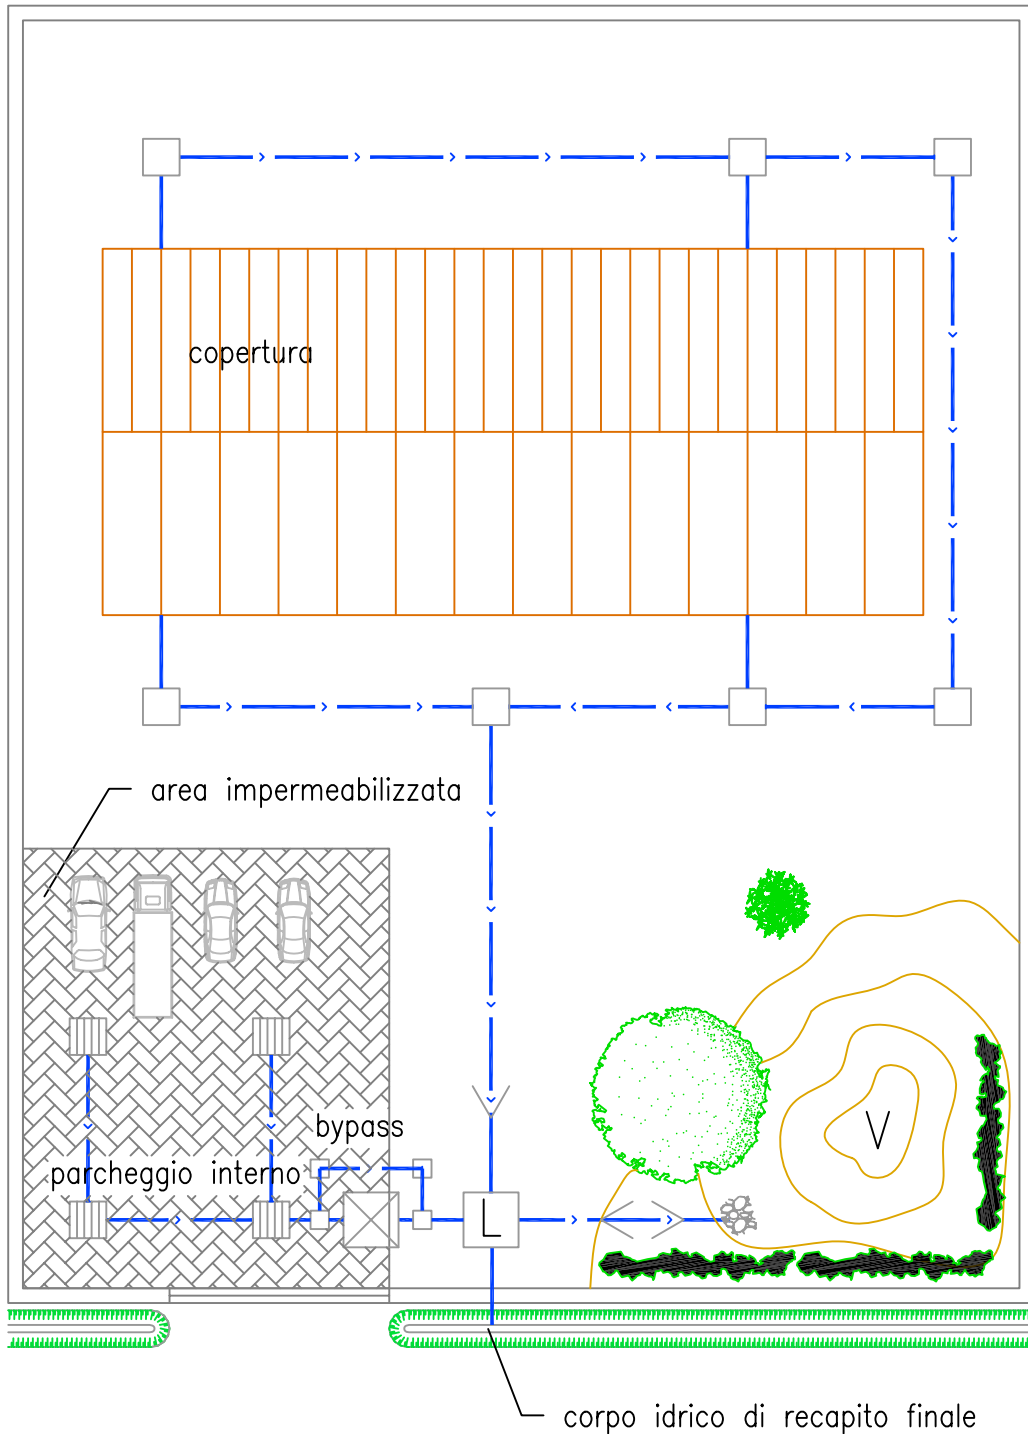 copertura
area impermeabilizzata
bypass
parcheggio interno
V
L
corpo idrico di recapito finale